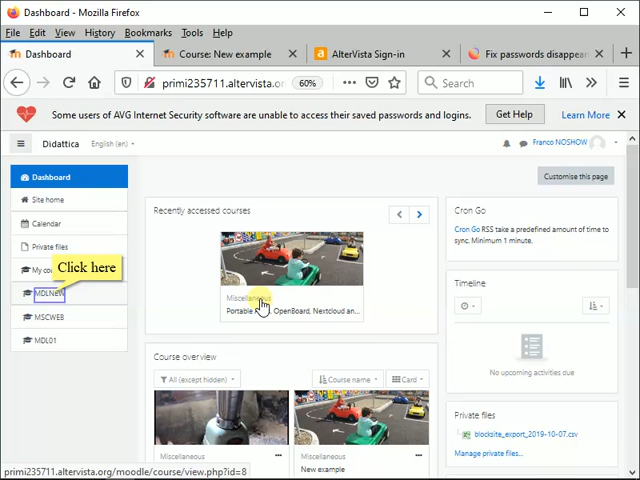 Dashboard - Mozilla Firefox
File Edit View History Bookmarks Tools Help
Dashboard
Course: New example
AlterVista Sign-in
Fix passwords disappear
primi235711.altervista.or
60%
Search
Some users of AVG Internet Security software are unable to access their saved passwords and logins.
Get Help
Learn More
Didattica
English (en)
Franco NOSHOW
Dashboard
Customise this page
Site home
Calendar
Private files
My cou
Click here
MDLNEW
MSCWEB
MDL01
Recently accessed courses
Miscellaneous
Portable , OpenBoard, Nextcloud an...
Course overview
All (except hidden)
Course name
Card
Miscellaneous
Miscellaneous
New example
Cron Go
Cron Go RSS take a predefined amount of time to
sync. Minimum 1 minute.
Timeline
No upcoming activities due
Private files
blocksite_export_2019-10-07.csv
Manage private files...
primi235711.altervista.org/moodle/course/view.php?id=8